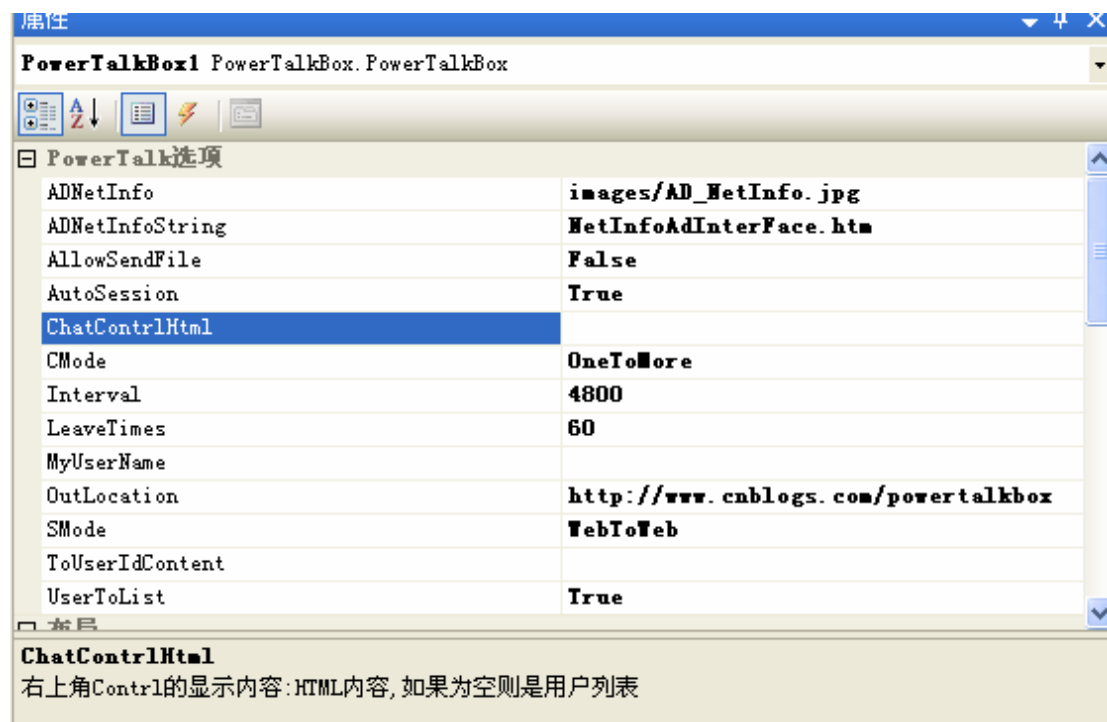 属性
PowerTalkBox1 PowerTalkBox.PowerTalkBox
PowerTalk选项
ADNetInfo images/AD_NetInfo.jpg
ADNetInfoString NetInfoAdInterFace.htm
AllowSendFile False
AutoSession True
ChatContrlHtml
CMode OneToMore
Interval 4800
LeaveTimes 60
MyUserName
OutLocation http://www.cnblogs.com/powertalkbox
SMode WebToWeb
ToUserIdContent
UserToList True
布局
ChatContrlHtml
右上角Contrl的显示内容:HTML内容,如果为空则是用户列表